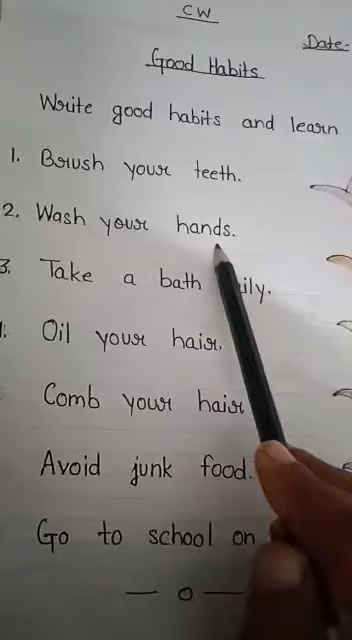 CW
Date-
Good Habits
Write good habits and learn
1. Brush your teeth.
2. Wash your hands.
3. Take a bath ily.
Oil your hair.
Comb your hair
Avoid junk food.
Go to school on
— o —